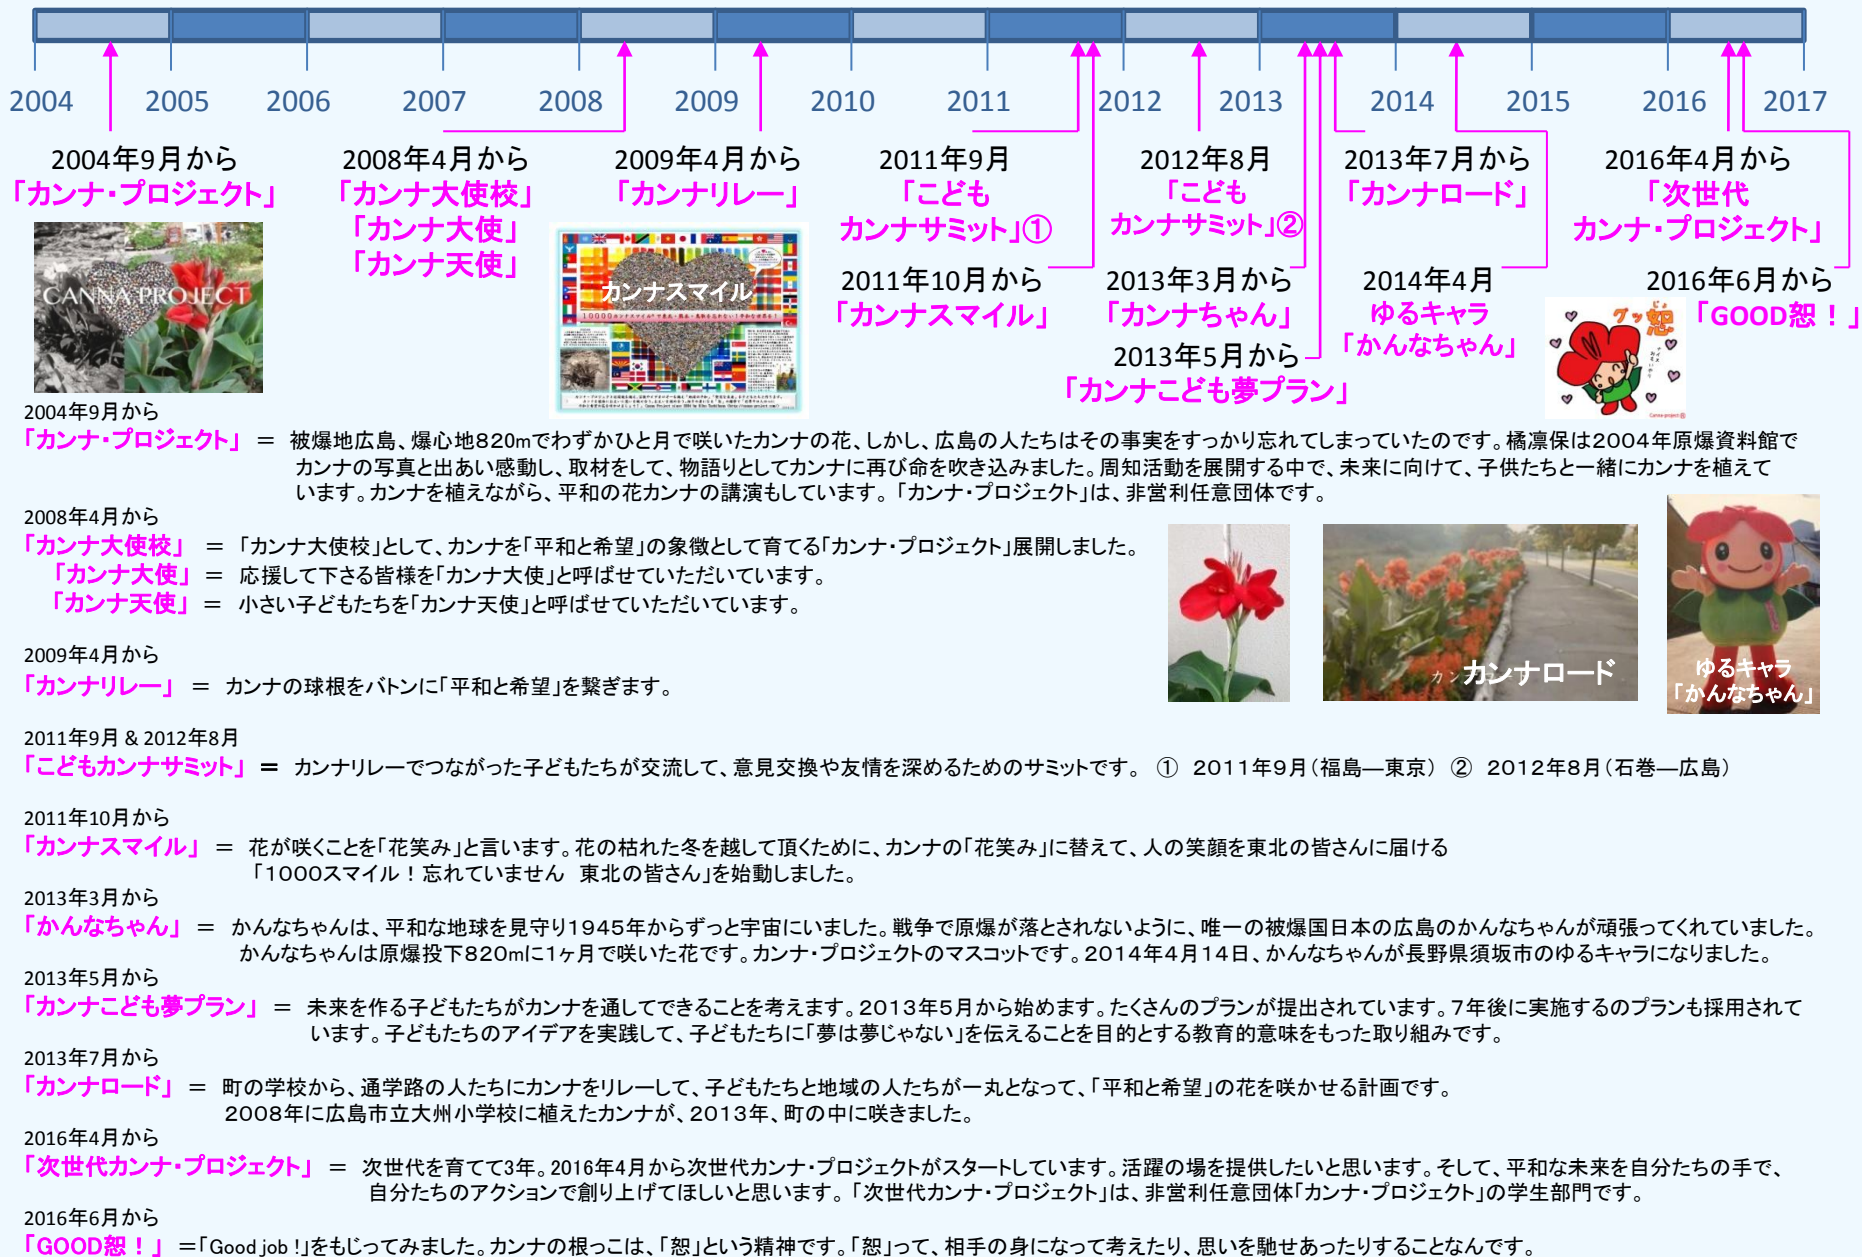 2004 2005 2006 2007 2008 2009 2010 2011 2012 2013 2014 2015 2016 2017
2004年9月から
「カンナ・プロジェクト」
2008年4月から
「カンナ大使校」
「カンナ大使」
「カンナ天使」
2009年4月から
「カンナリレー」
2011年9月
「こども
カンナサミット」①
2011年10月から
「カンナスマイル」
2012年8月
「こども
カンナサミット」②
2013年3月から
「カンナちゃん」
2013年5月から
「カンナこども夢プラン」
2013年7月から
「カンナロード」
2014年4月
ゆるキャラ
「かんなちゃん」
2016年4月から
「次世代
カンナ・プロジェクト」
2016年6月から
「GOOD恕！」
CANNA PROJECT
カンナスマイル
グッ恕
じょ
2004年9月から
「カンナ・プロジェクト」 ＝ 被爆地広島、爆心地820mでわずかひと月で咲いたカンナの花、しかし、広島の人たちはその事実をすっかり忘れてしまっていたのです。橘凛保は2004年原爆資料館で
カンナの写真と出あい感動し、取材をして、物語りとしてカンナに再び命を吹き込みました。周知活動を展開する中で、未来に向けて、子供たちと一緒にカンナを植えて
います。カンナを植えながら、平和の花カンナの講演もしています。「カンナ・プロジェクト」は、非営利任意団体です。
2008年4月から
「カンナ大使校」 ＝ 「カンナ大使校」として、カンナを「平和と希望」の象徴として育てる「カンナ・プロジェクト」展開しました。
「カンナ大使」 ＝ 応援して下さる皆様を「カンナ大使」と呼ばせていただいています。
「カンナ天使」 ＝ 小さい子どもたちを「カンナ天使」と呼ばせていただいています。
カンナロード
ゆるキャラ
「かんなちゃん」
2009年4月から
「カンナリレー」 ＝ カンナの球根をバトンに「平和と希望」を繋ぎます。
2011年9月 & 2012年8月
「こどもカンナサミット」 ＝ カンナリレーでつながった子どもたちが交流して、意見交換や友情を深めるためのサミットです。 ① 2011年9月（福島―東京） ② 2012年8月（石巻―広島）
2011年10月から
「カンナスマイル」 ＝ 花が咲くことを「花笑み」と言います。花の枯れた冬を越して頂くために、カンナの「花笑み」に替えて、人の笑顔を東北の皆さんに届ける
「1000スマイル！忘れていません 東北の皆さん」を始動しました。
2013年3月から
「かんなちゃん」 ＝ かんなちゃんは、平和な地球を見守り1945年からずっと宇宙にいました。戦争で原爆が落とされないように、唯一の被爆国日本の広島のかんなちゃんが頑張ってくれていました。
かんなちゃんは原爆投下820mに1ヶ月で咲いた花です。カンナ・プロジェクトのマスコットです。2014年4月14日、かんなちゃんが長野県須坂市のゆるキャラになりました。
2013年5月から
「カンナこども夢プラン」 ＝ 未来を作る子どもたちがカンナを通してできることを考えます。2013年5月から始めます。たくさんのプランが提出されています。7年後に実施するのプランも採用されて
います。子どもたちのアイデアを実践して、子どもたちに「夢は夢じゃない」を伝えることを目的とする教育的意味をもった取り組みです。
2013年7月から
「カンナロード」 ＝ 町の学校から、通学路の人たちにカンナをリレーして、子どもたちと地域の人たちが一丸となって、「平和と希望」の花を咲かせる計画です。
2008年に広島市立大州小学校に植えたカンナが、2013年、町の中に咲きました。
2016年4月から
「次世代カンナ・プロジェクト」 ＝ 次世代を育てて3年。2016年4月から次世代カンナ・プロジェクトがスタートしています。活躍の場を提供したいと思います。そして、平和な未来を自分たちの手で、
自分たちのアクションで創り上げてほしいと思います。「次世代カンナ・プロジェクト」は、非営利任意団体「カンナ・プロジェクト」の学生部門です。
2016年6月から
「GOOD恕！」 ＝「Good job !」をもじってみました。カンナの根っこは、「恕」という精神です。「恕」って、相手の身になって考えたり、思いを馳せあったりすることなんです。